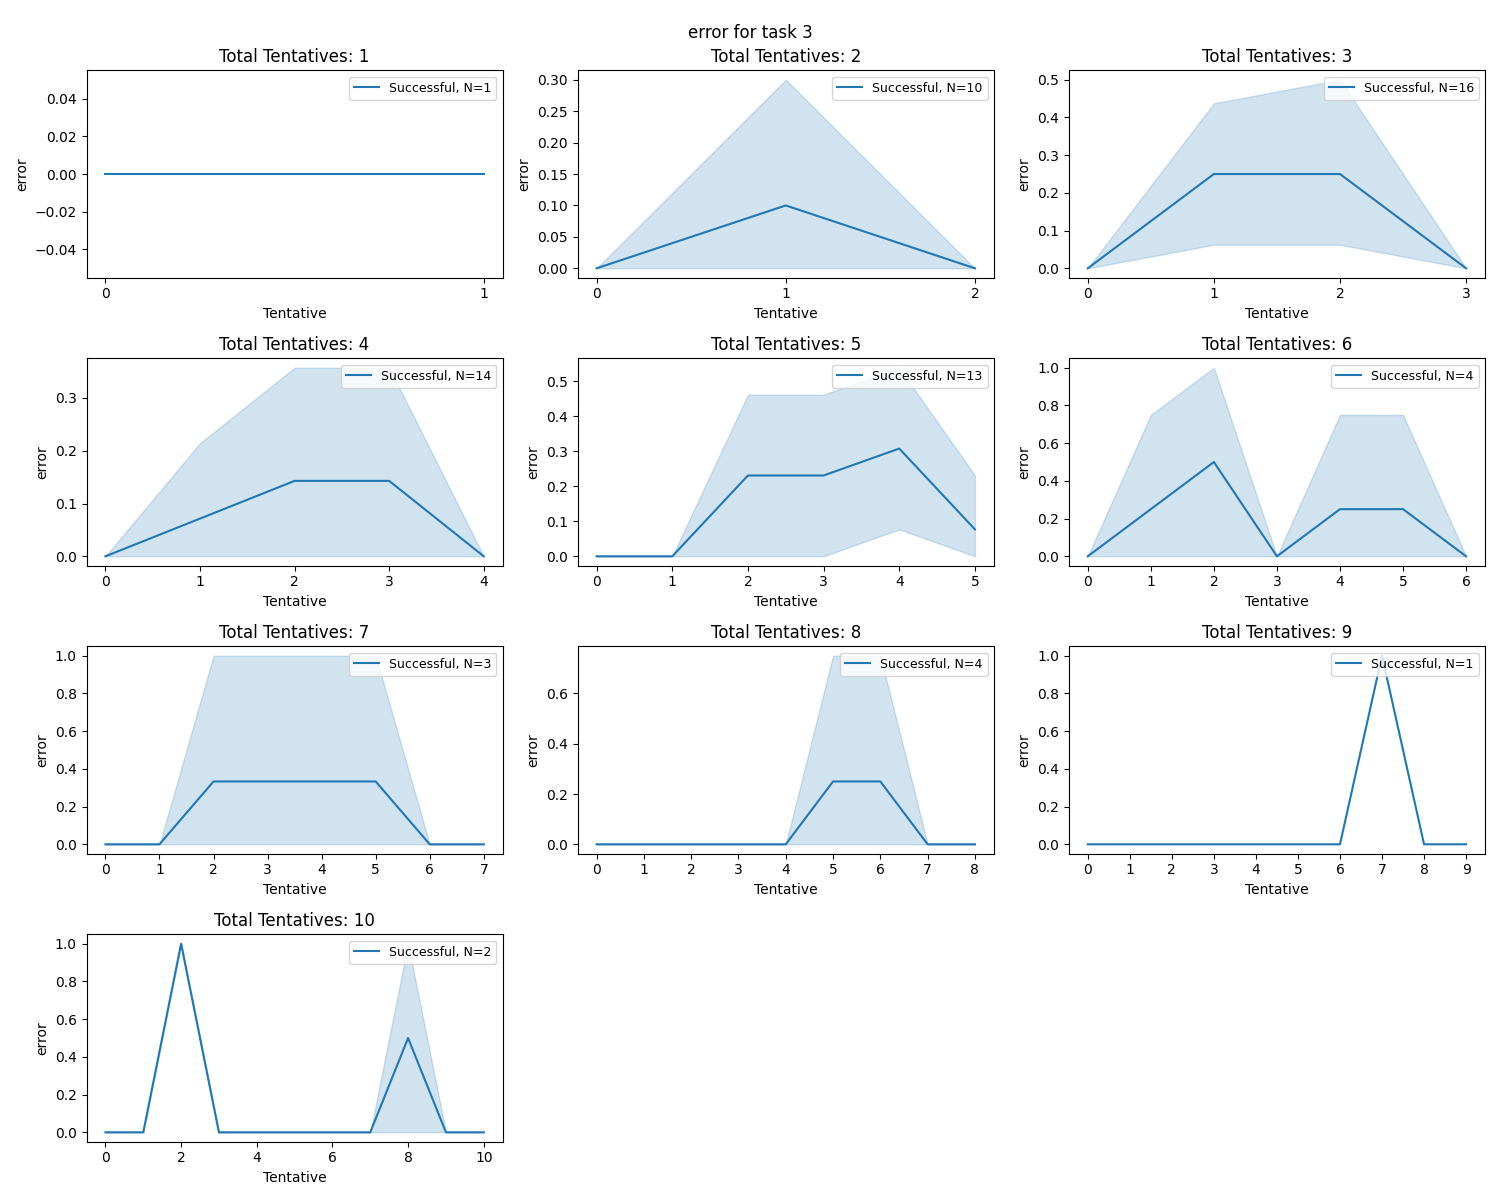 error for task 3
Total Tentatives: 1
Successful, N=1
error
0.04
0.02
0.00
−0.02
−0.04
0 1
Tentative
Total Tentatives: 2
Successful, N=10
error
0.30
0.25
0.20
0.15
0.10
0.05
0.00
0 1 2
Tentative
Total Tentatives: 3
Successful, N=16
error
0.5
0.4
0.3
0.2
0.1
0.0
0 1 2 3
Tentative
Total Tentatives: 4
Successful, N=14
error
0.3
0.2
0.1
0.0
0 1 2 3 4
Tentative
Total Tentatives: 5
Successful, N=13
error
0.5
0.4
0.3
0.2
0.1
0.0
0 1 2 3 4 5
Tentative
Total Tentatives: 6
Successful, N=4
error
1.0
0.8
0.6
0.4
0.2
0.0
0 1 2 3 4 5 6
Tentative
Total Tentatives: 7
Successful, N=3
error
1.0
0.8
0.6
0.4
0.2
0.0
0 1 2 3 4 5 6 7
Tentative
Total Tentatives: 8
Successful, N=4
error
0.6
0.4
0.2
0.0
0 1 2 3 4 5 6 7 8
Tentative
Total Tentatives: 9
Successful, N=1
error
1.0
0.8
0.6
0.4
0.2
0.0
0 1 2 3 4 5 6 7 8 9
Tentative
Total Tentatives: 10
Successful, N=2
error
1.0
0.8
0.6
0.4
0.2
0.0
0 2 4 6 8 10
Tentative